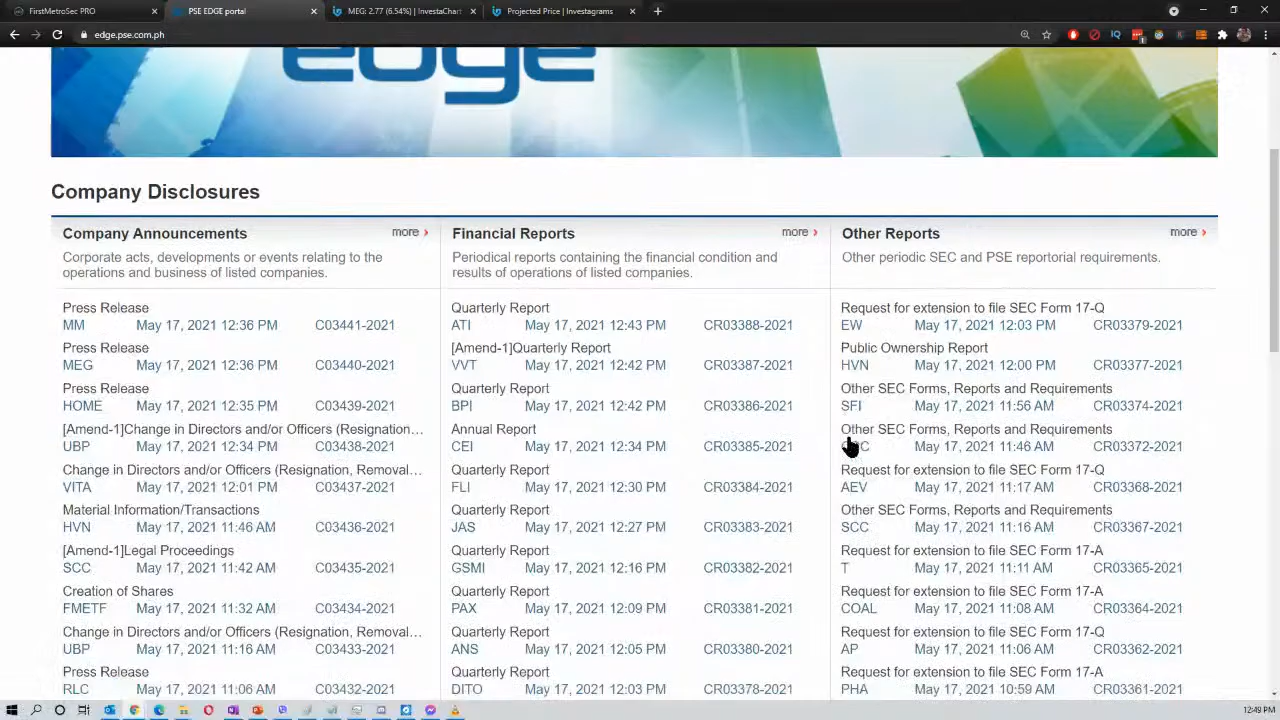 FirstMetroSec PRO
PSE EDGE portal
MEG: 2.77 (6.54%) | InvestaChart
Projected Price | Investagrams
edge.pse.com.ph
edge
Company Disclosures
Company Announcements more
Corporate acts, developments or events relating to the
operations and business of listed companies.
Press Release
MM May 17, 2021 12:36 PM C03441-2021
Press Release
MEG May 17, 2021 12:36 PM C03440-2021
Press Release
HOME May 17, 2021 12:35 PM C03439-2021
[Amend-1]Change in Directors and/or Officers (Resignation...
UBP May 17, 2021 12:34 PM C03438-2021
Change in Directors and/or Officers (Resignation, Removal...
VITA May 17, 2021 12:01 PM C03437-2021
Material Information/Transactions
HVN May 17, 2021 11:46 AM C03436-2021
[Amend-1]Legal Proceedings
SCC May 17, 2021 11:42 AM C03435-2021
Creation of Shares
FMETF May 17, 2021 11:32 AM C03434-2021
Change in Directors and/or Officers (Resignation, Removal...
UBP May 17, 2021 11:16 AM C03433-2021
Press Release
RLC May 17, 2021 11:06 AM C03432-2021
Financial Reports more
Periodical reports containing the financial condition and
results of operations of listed companies.
Quarterly Report
ATI May 17, 2021 12:43 PM CR03388-2021
[Amend-1]Quarterly Report
VVT May 17, 2021 12:42 PM CR03387-2021
Quarterly Report
BPI May 17, 2021 12:42 PM CR03386-2021
Annual Report
CEI May 17, 2021 12:34 PM CR03385-2021
Quarterly Report
FLI May 17, 2021 12:30 PM CR03384-2021
Quarterly Report
JAS May 17, 2021 12:27 PM CR03383-2021
Quarterly Report
GSMI May 17, 2021 12:16 PM CR03382-2021
Quarterly Report
PAX May 17, 2021 12:09 PM CR03381-2021
Quarterly Report
ANS May 17, 2021 12:05 PM CR03380-2021
Quarterly Report
DITO May 17, 2021 12:03 PM CR03378-2021
Other Reports more
Other periodic SEC and PSE reportorial requirements.
Request for extension to file SEC Form 17-Q
EW May 17, 2021 12:03 PM CR03379-2021
Public Ownership Report
HVN May 17, 2021 12:00 PM CR03377-2021
Other SEC Forms, Reports and Requirements
SFI May 17, 2021 11:56 AM CR03374-2021
Other SEC Forms, Reports and Requirements
May 17, 2021 11:46 AM CR03372-2021
Request for extension to file SEC Form 17-Q
AEV May 17, 2021 11:17 AM CR03368-2021
Other SEC Forms, Reports and Requirements
SCC May 17, 2021 11:16 AM CR03367-2021
Request for extension to file SEC Form 17-A
T May 17, 2021 11:11 AM CR03365-2021
Request for extension to file SEC Form 17-A
COAL May 17, 2021 11:08 AM CR03364-2021
Request for extension to file SEC Form 17-Q
AP May 17, 2021 11:06 AM CR03362-2021
Request for extension to file SEC Form 17-A
PHA May 17, 2021 10:59 AM CR03361-2021
12:49 PM